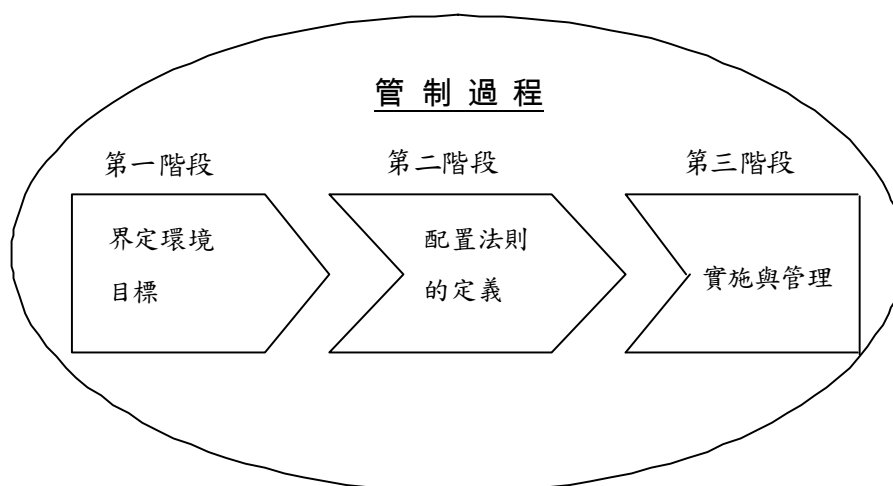 管制過程
第一階段
第二階段
第三階段
界定環境
目標
配置法則
的定義
實施與管理